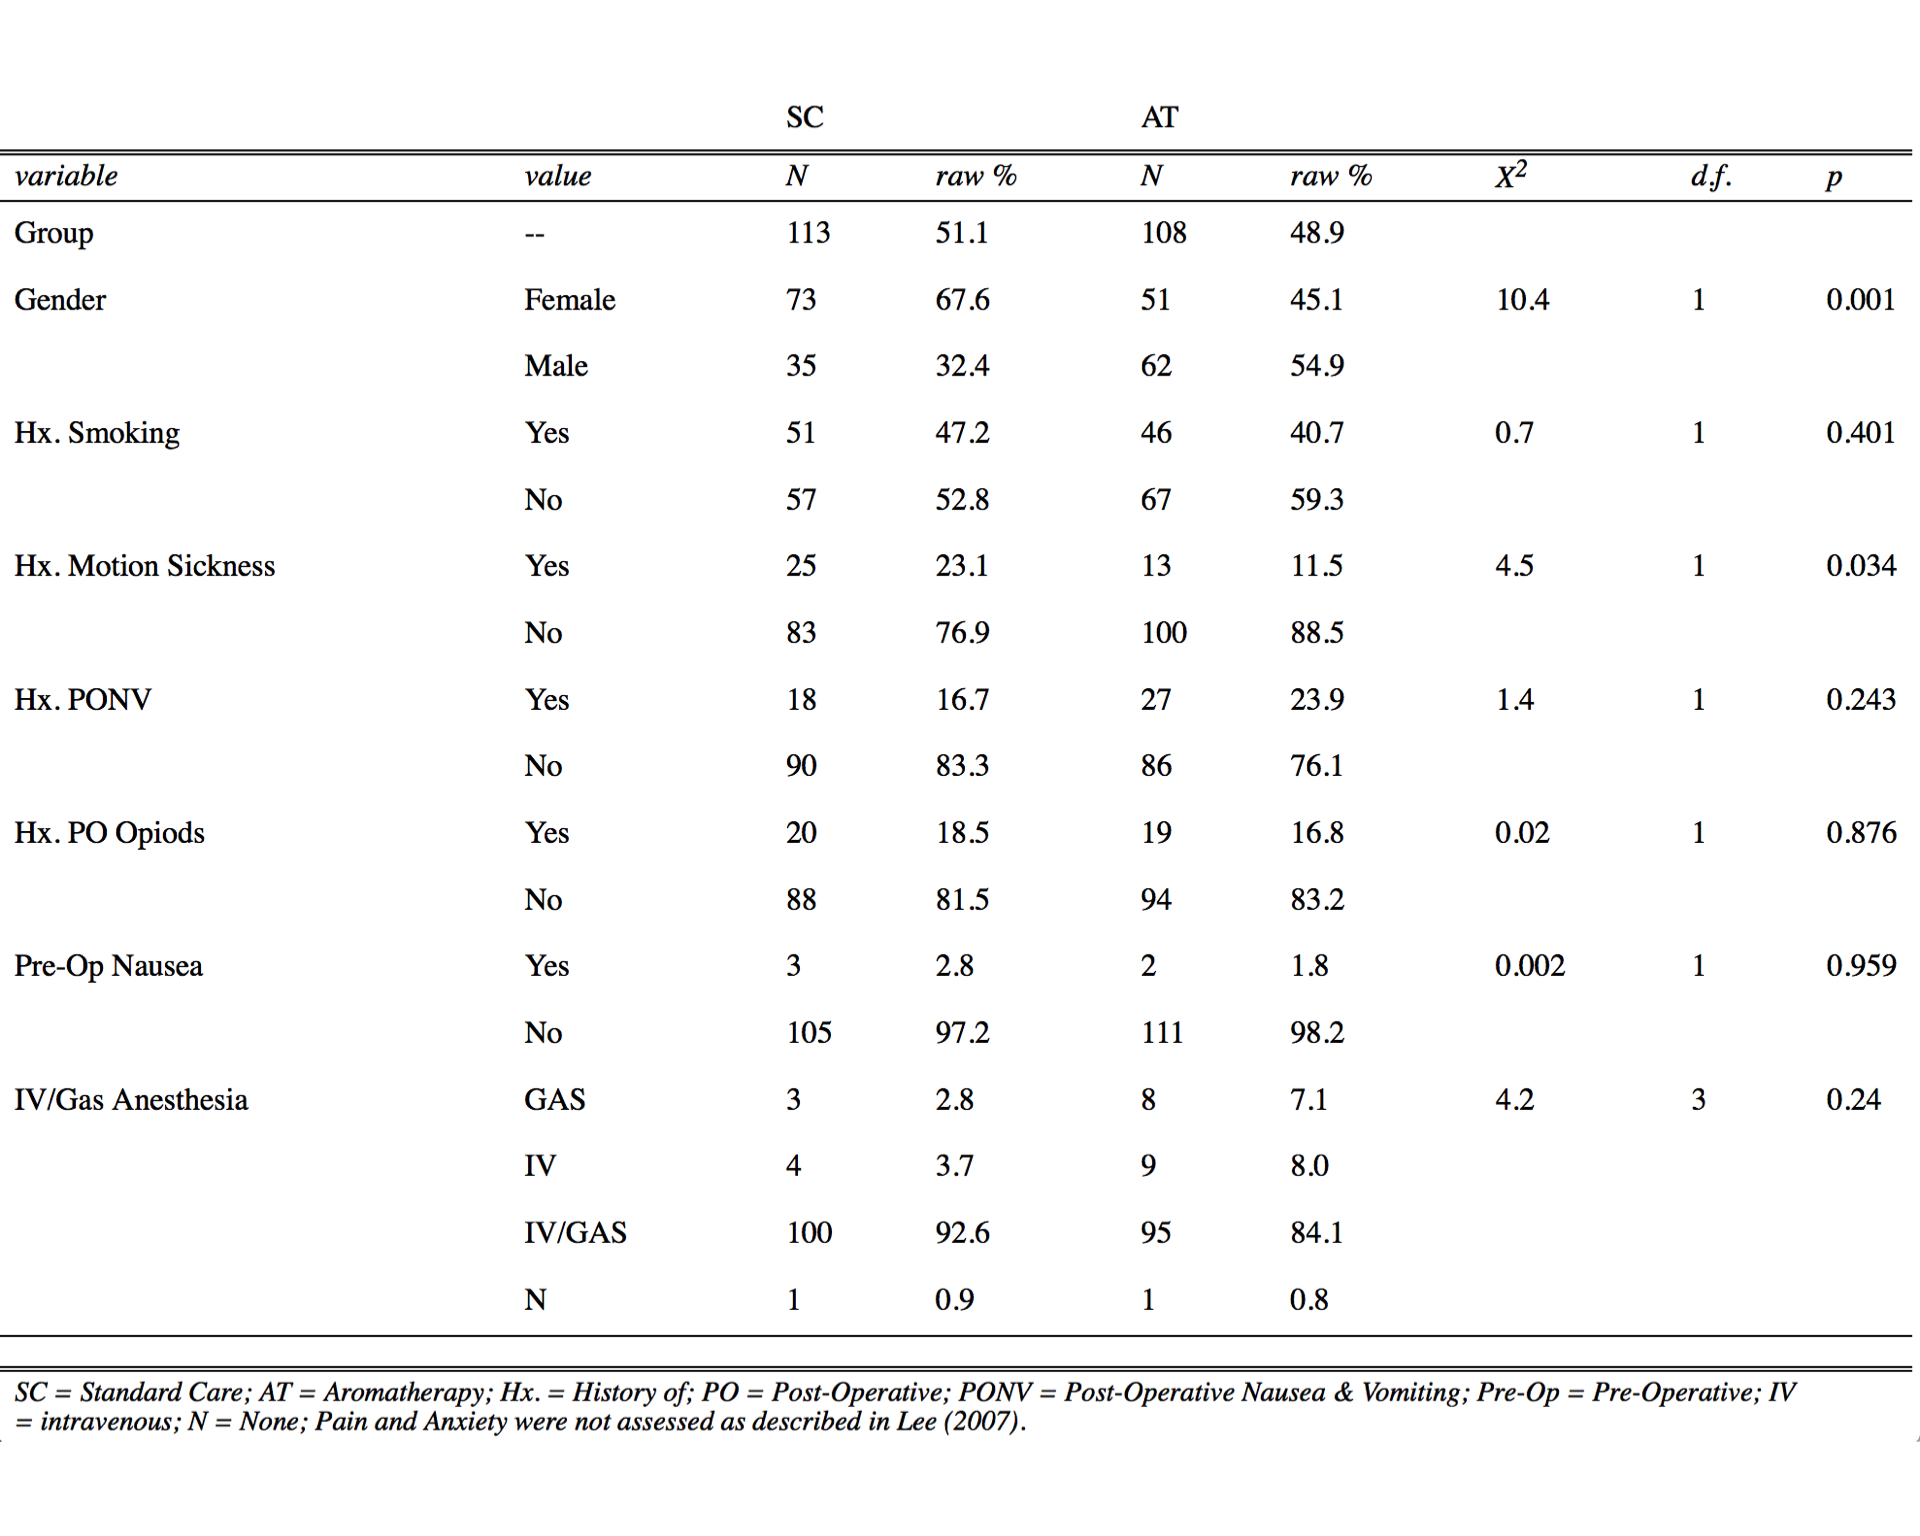 SC AT
variable value N raw % N raw % X2 d.f. p
Group -- 113 51.1 108 48.9
Gender Female 73 67.6 51 45.1 10.4 1 0.001
Male 35 32.4 62 54.9
Hx. Smoking Yes 51 47.2 46 40.7 0.7 1 0.401
No 57 52.8 67 59.3
Hx. Motion Sickness Yes 25 23.1 13 11.5 4.5 1 0.034
No 83 76.9 100 88.5
Hx. PONV Yes 18 16.7 27 23.9 1.4 1 0.243
No 90 83.3 86 76.1
Hx. PO Opiods Yes 20 18.5 19 16.8 0.02 1 0.876
No 88 81.5 94 83.2
Pre-Op Nausea Yes 3 2.8 2 1.8 0.002 1 0.959
No 105 97.2 111 98.2
IV/Gas Anesthesia GAS 3 2.8 8 7.1 4.2 3 0.24
IV 4 3.7 9 8.0
IV/GAS 100 92.6 95 84.1
N 1 0.9 1 0.8
SC = Standard Care; AT = Aromatherapy; Hx. = History of; PO = Post-Operative; PONV = Post-Operative Nausea & Vomiting; Pre-Op = Pre-Operative; IV
= intravenous; N = None; Pain and Anxiety were not assessed as described in Lee (2007).